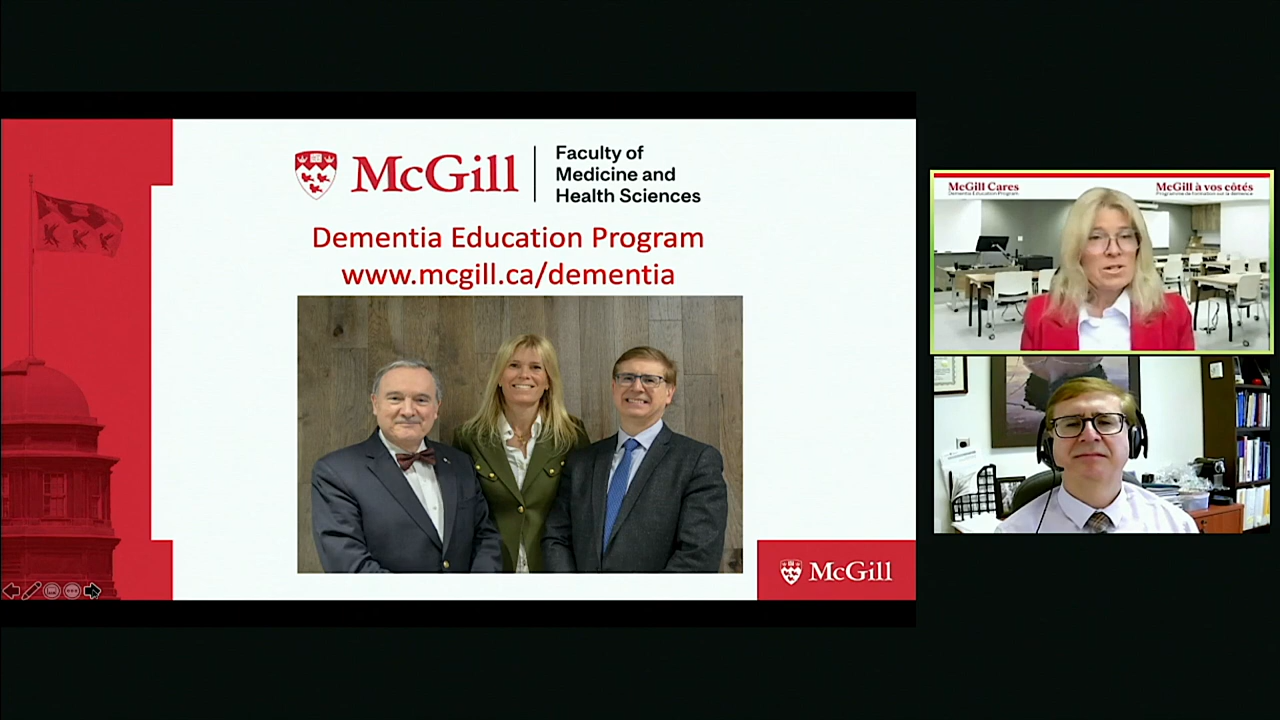 McGill
Faculty of
Medicine and
Health Sciences
Dementia Education Program
www.mcgill.ca/dementia
McGill
McGill Cares
Dementia Education Program
McGill à vos côtés
Programme de formation sur la démence